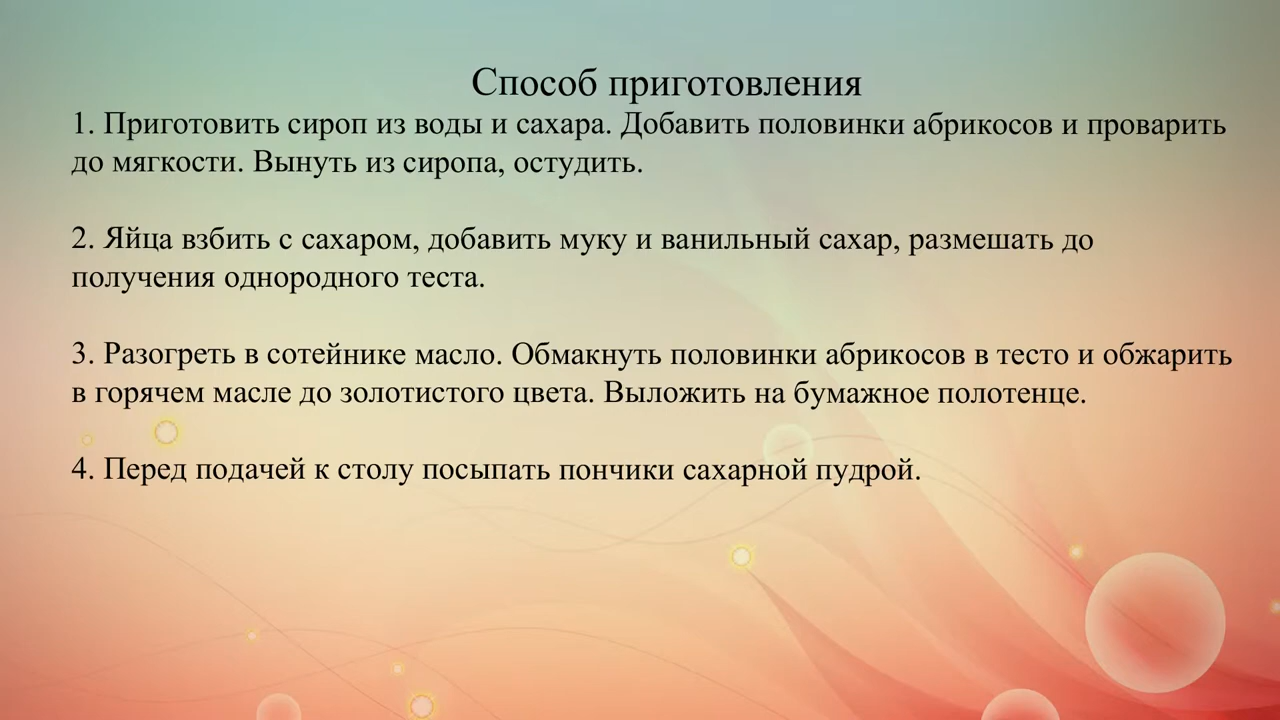 Способ приготовления
1. Приготовить сироп из воды и сахара. Добавить половинки абрикосов и проварить
до мягкости. Вынуть из сиропа, остудить.
2. Яйца взбить с сахаром, добавить муку и ванильный сахар, размешать до
получения однородного теста.
3. Разогреть в сотейнике масло. Обмакнуть половинки абрикосов в тесто и обжарить
в горячем масле до золотистого цвета. Выложить на бумажное полотенце.
4. Перед подачей к столу посыпать пончики сахарной пудрой.